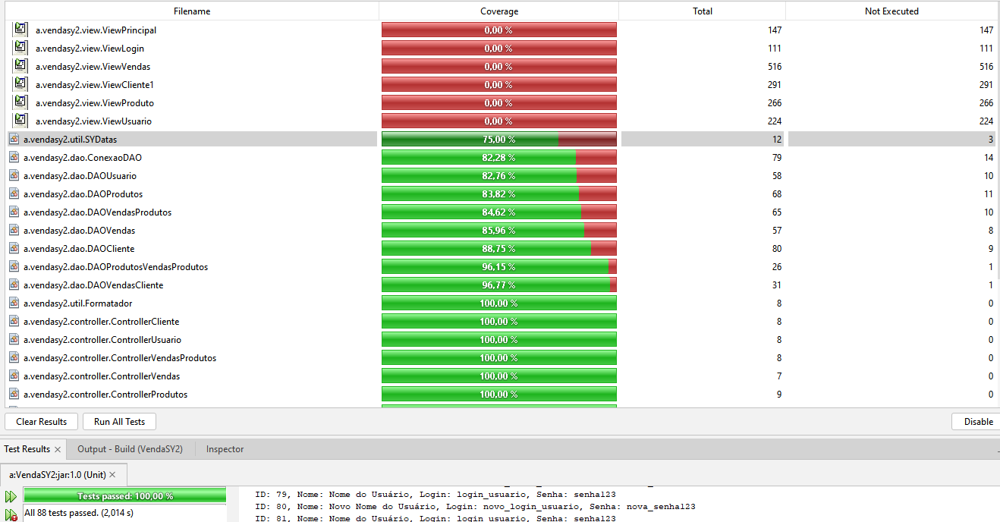 Filename Coverage Total Not Executed
a.vendasy2.view.ViewPrincipal 0,00 % 147 147
a.vendasy2.view.ViewLogin 0,00 % 111 111
a.vendasy2.view.ViewVendas 0,00 % 516 516
a.vendasy2.view.ViewCliente1 0,00 % 291 291
a.vendasy2.view.ViewProduto 0,00 % 266 266
a.vendasy2.view.ViewUsuario 0,00 % 224 224
a.vendasy2.util.SYDatas 75,00 % 12 3
a.vendasy2.dao.ConexaoDAO 82,28 % 79 14
a.vendasy2.dao.DAOUsuario 82,76 % 58 10
a.vendasy2.dao.DAOProdutos 83,82 % 68 11
a.vendasy2.dao.DAOVendasProdutos 84,62 % 65 10
a.vendasy2.dao.DAOVendas 85,96 % 57 8
a.vendasy2.dao.DAOCliente 88,75 % 80 9
a.vendasy2.dao.DAOProdutosVendasProdutos 96,15 % 26 1
a.vendasy2.dao.DAOVendasCliente 96,77 % 31 1
a.vendasy2.util.Formatador 100,00 % 8 0
a.vendasy2.controller.ControllerCliente 100,00 % 8 0
a.vendasy2.controller.ControllerUsuario 100,00 % 8 0
a.vendasy2.controller.ControllerVendasProdutos 100,00 % 8 0
a.vendasy2.controller.ControllerVendas 100,00 % 7 0
a.vendasy2.controller.ControllerProdutos 100,00 % 9 0
Clear Results Run All Tests Disable
Test Results Output - Build (VendaSY2) Inspector
a:VendaSY2:jar:1.0 (Unit)
Tests passed: 100,00 %
All 88 tests passed. (2,014 s)
ID: 79, Nome: Nome do Usuário, Login: login_usuario, Senha: senha123
ID: 80, Nome: Novo Nome do Usuário, Login: novo_login_usuario, Senha: nova_senha123
ID: 81, Nome: Nome do Usuário, Login: login_usuario, Senha: senha123